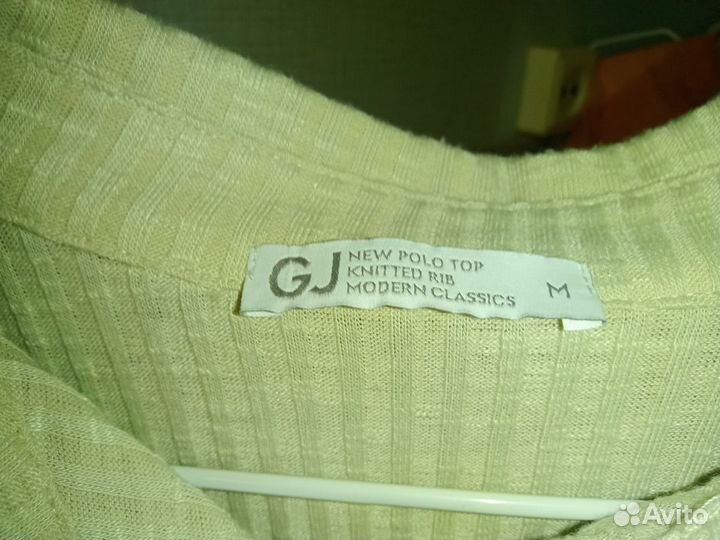 GJ
NEW POLO TOP
KNITTED RIB
MODERN CLASSICS
M
Avito